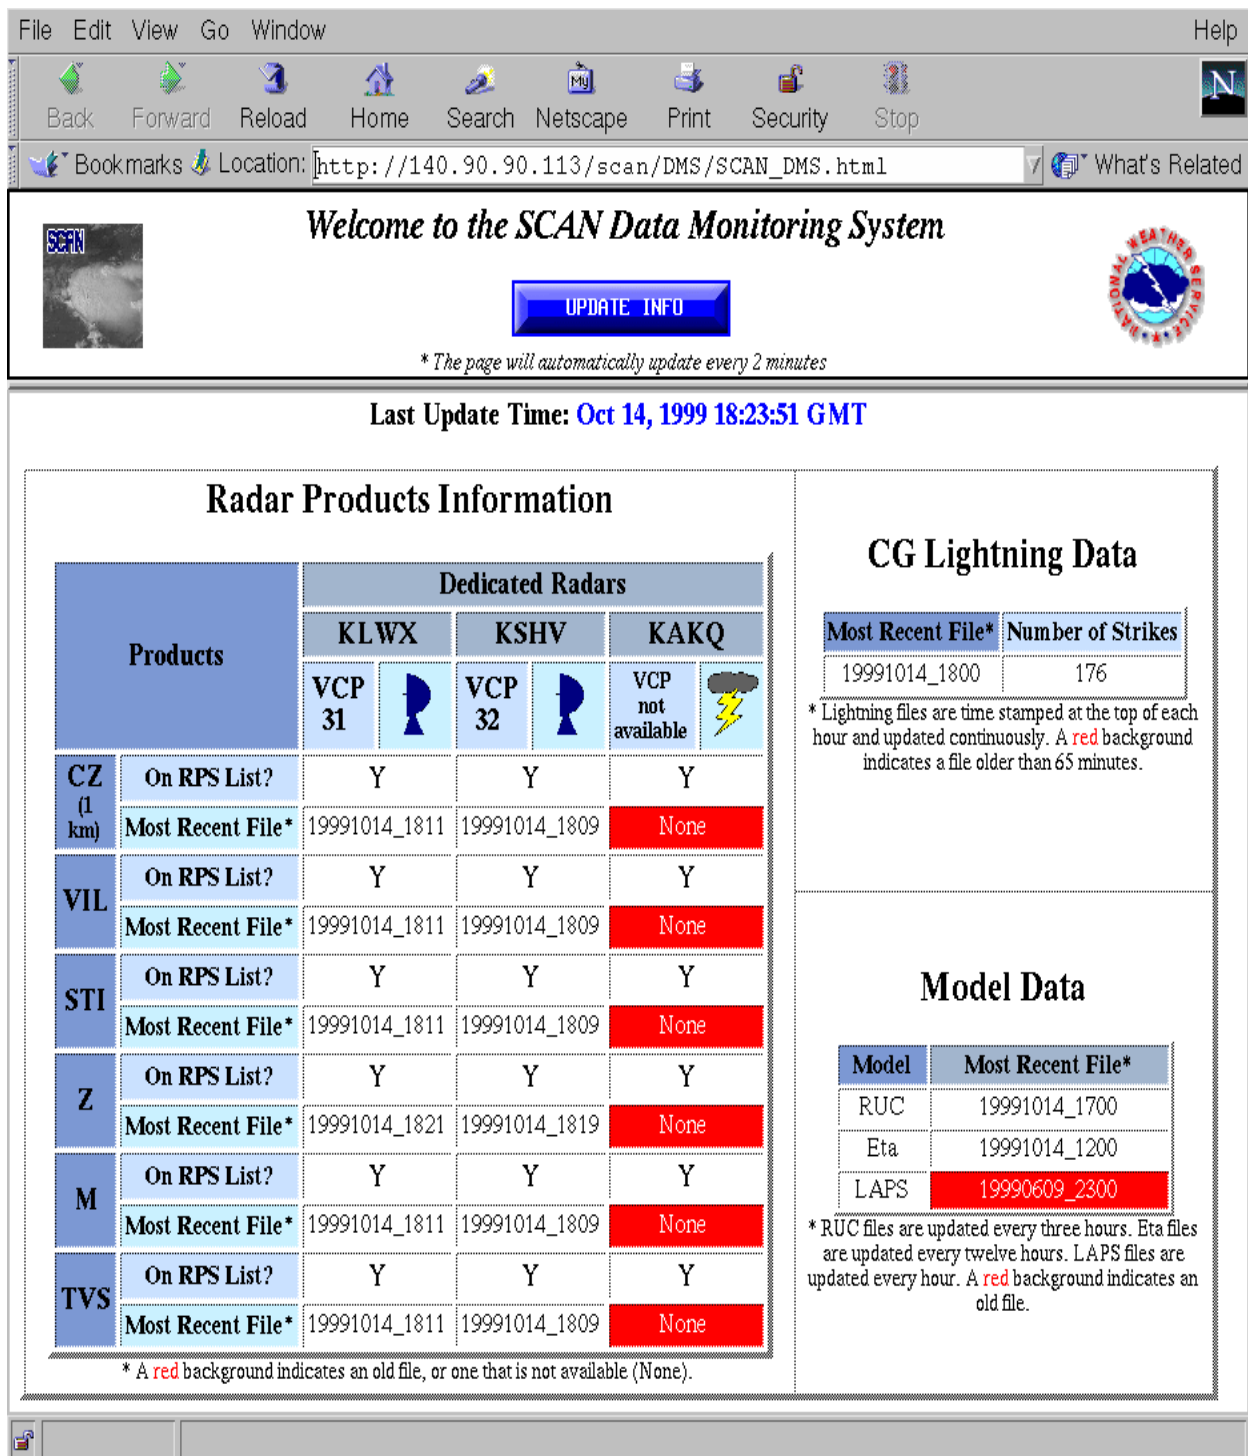 File Edit View Go Window Help
Back Forward Reload Home Search Netscape Print Security Stop
My
N
Bookmarks Location: http://140.90.90.113/scan/DMS/SCAN_DMS.html What's Related
SCAN
Welcome to the SCAN Data Monitoring System
NATIONAL WEATHER SERVICE
UPDATE INFO
* The page will automatically update every 2 minutes
Last Update Time: Oct 14, 1999 18:23:51 GMT
Radar Products Information
Products
Dedicated Radars
KLWX KSHV KAKQ
VCP 31 VCP 32 VCP not available
CZ (1 km)
On RPS List? Y Y Y
Most Recent File* 19991014_1811 19991014_1809 None
VIL
On RPS List? Y Y Y
Most Recent File* 19991014_1811 19991014_1809 None
STI
On RPS List? Y Y Y
Most Recent File* 19991014_1811 19991014_1809 None
Z
On RPS List? Y Y Y
Most Recent File* 19991014_1821 19991014_1819 None
M
On RPS List? Y Y Y
Most Recent File* 19991014_1811 19991014_1809 None
TVS
On RPS List? Y Y Y
Most Recent File* 19991014_1811 19991014_1809 None
* A red background indicates an old file, or one that is not available (None).
CG Lightning Data
Most Recent File* Number of Strikes
19991014_1800 176
* Lightning files are time stamped at the top of each
hour and updated continuously. A red background
indicates a file older than 65 minutes.
Model Data
Model Most Recent File*
RUC 19991014_1700
Eta 19991014_1200
LAPS 19990609_2300
* RUC files are updated every three hours. Eta files
are updated every twelve hours. LAPS files are
updated every hour. A red background indicates an
old file.